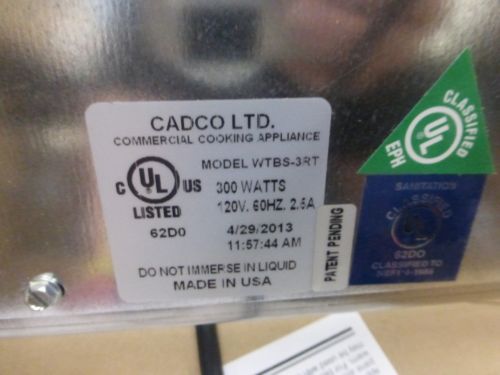 CADCO LTD.
COMMERCIAL COOKING APPLIANCE
MODEL WTBS-3RT
C UL US
LISTED
62D0
300 WATTS
120V. 60HZ. 2.5A
4/29/2013
11:57:44 AM
DO NOT IMMERSE IN LIQUID
MADE IN USA
PATENT PENDING
CLASSIFIED
UL
EPH
SANITATION
CLASSIFIED
62DO
CLASSIFIED TO